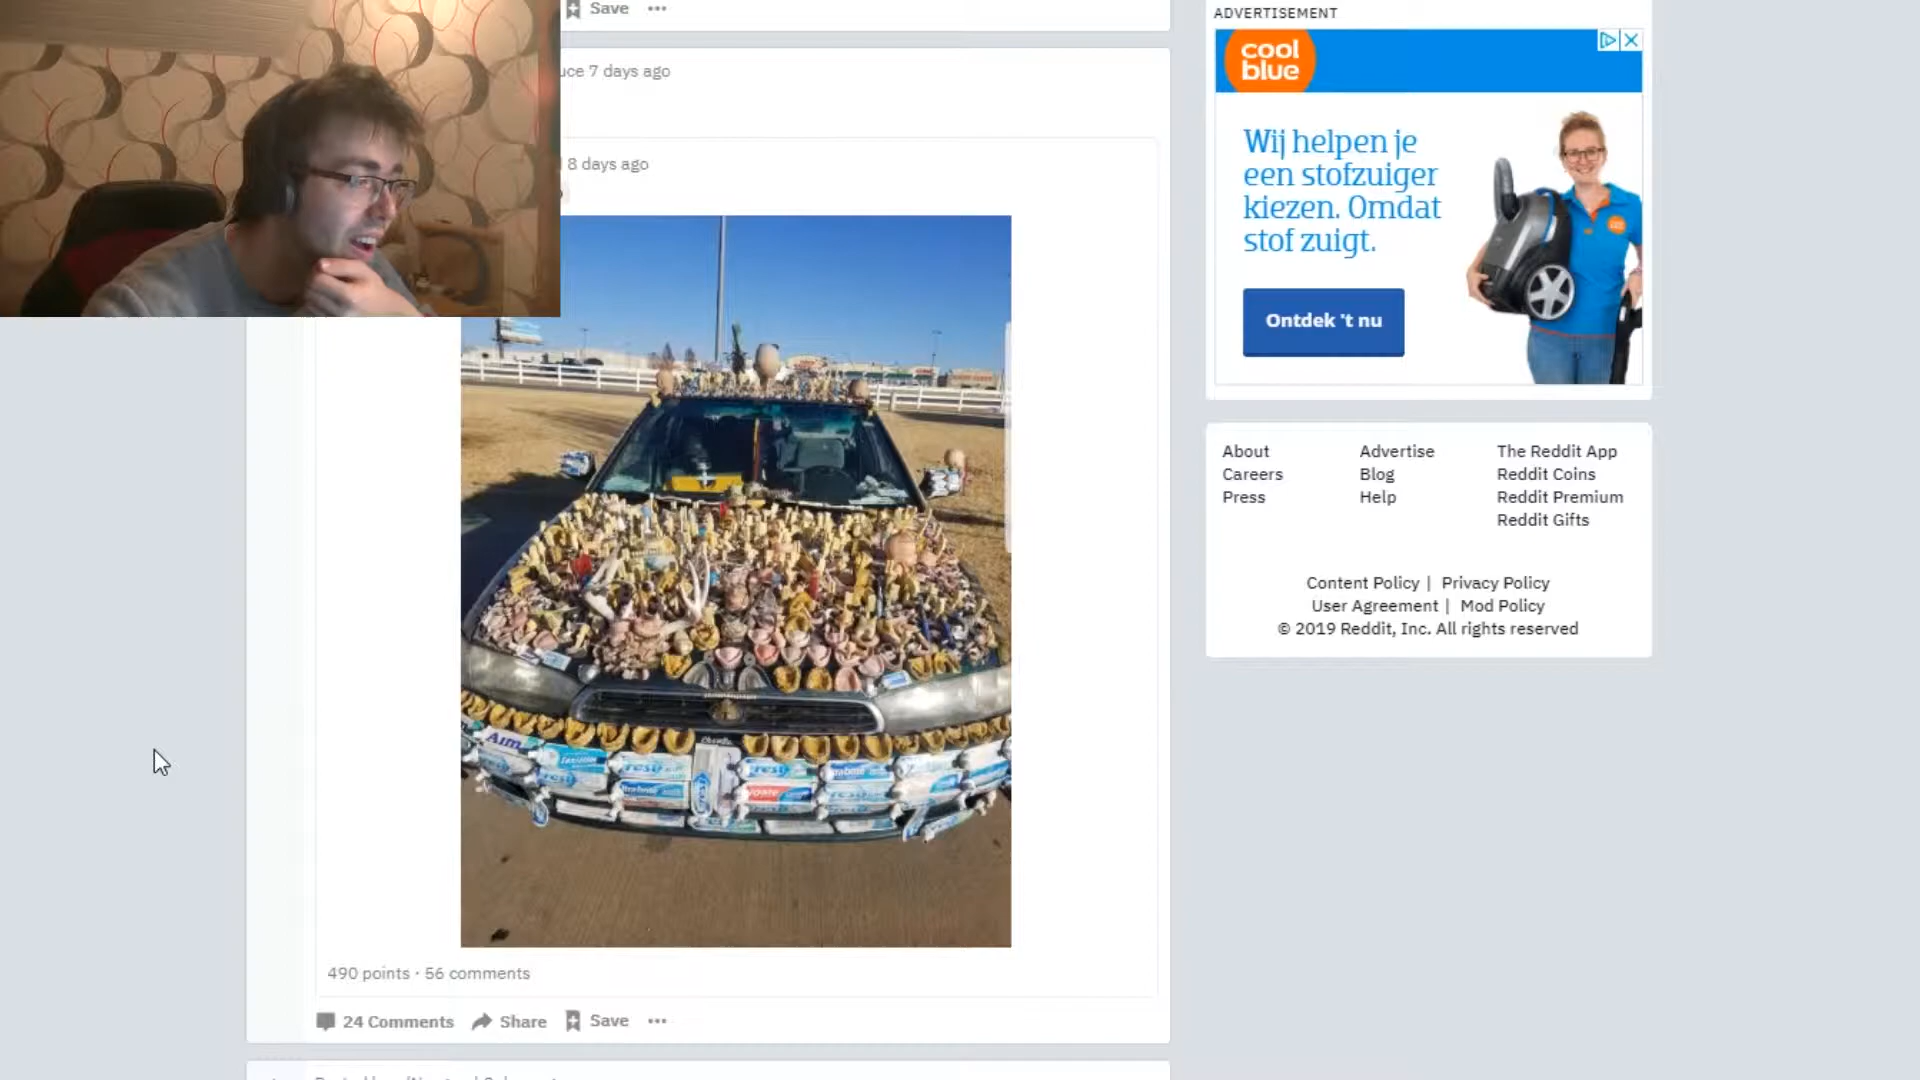 Save
ADVERTISEMENT
cool
blue
uce 7 days ago
Wij helpen je
een stofzuiger
kiezen. Omdat
stof zuigt.
8 days ago
Ontdek 't nu
About
Careers
Press
Advertise
Blog
Help
The Reddit App
Reddit Coins
Reddit Premium
Reddit Gifts
Content Policy | Privacy Policy
User Agreement | Mod Policy
© 2019 Reddit, Inc. All rights reserved
Aim
490 points · 56 comments
24 Comments Share Save